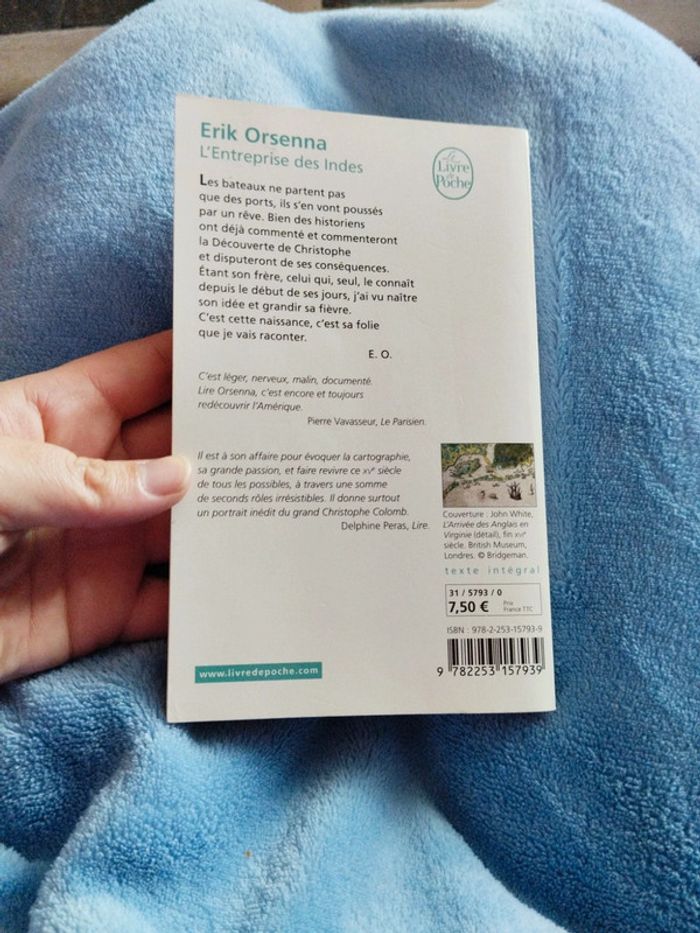 Erik Orsenna
L'Entreprise des Indes
Le
Livre
de
Poche
Les bateaux ne partent pas
que des ports, ils s'en vont poussés
par un rêve. Bien des historiens
ont déjà commenté et commenteront
la Découverte de Christophe
et disputeront de ses conséquences.
Étant son frère, celui qui, seul, le connaît
depuis le début de ses jours, j'ai vu naître
son idée et grandir sa fièvre.
C'est cette naissance, c'est sa folie
que je vais raconter.
E. O.
C'est léger, nerveux, malin, documenté.
Lire Orsenna, c'est encore et toujours
redécouvrir l'Amérique.
Pierre Vavasseur, Le Parisien.
Il est à son affaire pour évoquer la cartographie,
sa grande passion, et faire revivre ce XVe siècle
de tous les possibles, à travers une somme
de seconds rôles irrésistibles. Il donne surtout
un portrait inédit du grand Christophe Colomb.
Delphine Peras, Lire.
Couverture : John White,
L'Arrivée des Anglais en
Virginie (détail), fin XVIe
siècle. British Museum,
Londres. © Bridgeman.
texte intégral
31 / 5793 / 0
7,50 € Prix
France TTC
ISBN : 978-2-253-15793-9
9 782253 157939
www.livredepoche.com